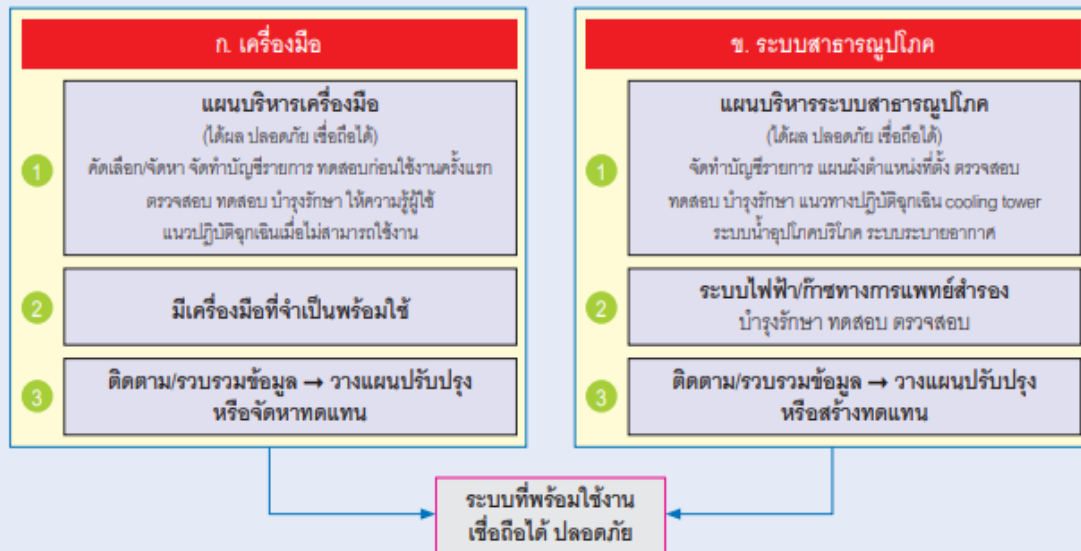 ก. เครื่องมือ
1
แผนบริหารเครื่องมือ
(ได้ผล ปลอดภัย เชื่อถือได้)
คัดเลือก/จัดหา จัดทำบัญชีรายการ ทดสอบก่อนใช้งานครั้งแรก
ตรวจสอบ ทดสอบ บำรุงรักษา ให้ความรู้ผู้ใช้
แนวปฏิบัติฉุกเฉินเมื่อไม่สามารถใช้งาน
2
มีเครื่องมือที่จำเป็นพร้อมใช้
3
ติดตาม/รวบรวมข้อมูล → วางแผนปรับปรุง
หรือจัดหาทดแทน
ข. ระบบสาธารณูปโภค
1
แผนบริหารระบบสาธารณูปโภค
(ได้ผล ปลอดภัย เชื่อถือได้)
จัดทำบัญชีรายการ แผนผังตำแหน่งที่ตั้ง ตรวจสอบ
ทดสอบ บำรุงรักษา แนวทางปฏิบัติฉุกเฉิน cooling tower
ระบบน้ำอุปโภคบริโภค ระบบระบายอากาศ
2
ระบบไฟฟ้า/ก๊าซทางการแพทย์สำรอง
บำรุงรักษา ทดสอบ ตรวจสอบ
3
ติดตาม/รวบรวมข้อมูล → วางแผนปรับปรุง
หรือสร้างทดแทน
ระบบที่พร้อมใช้งาน
เชื่อถือได้ ปลอดภัย